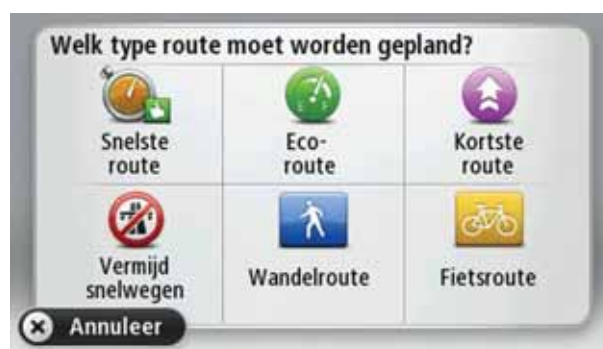 Welk type route moet worden gepland?
Snelste
route
Eco-
route
Kortste
route
Vermijd
snelwegen
Wandelroute
Fietsroute
Annuleer